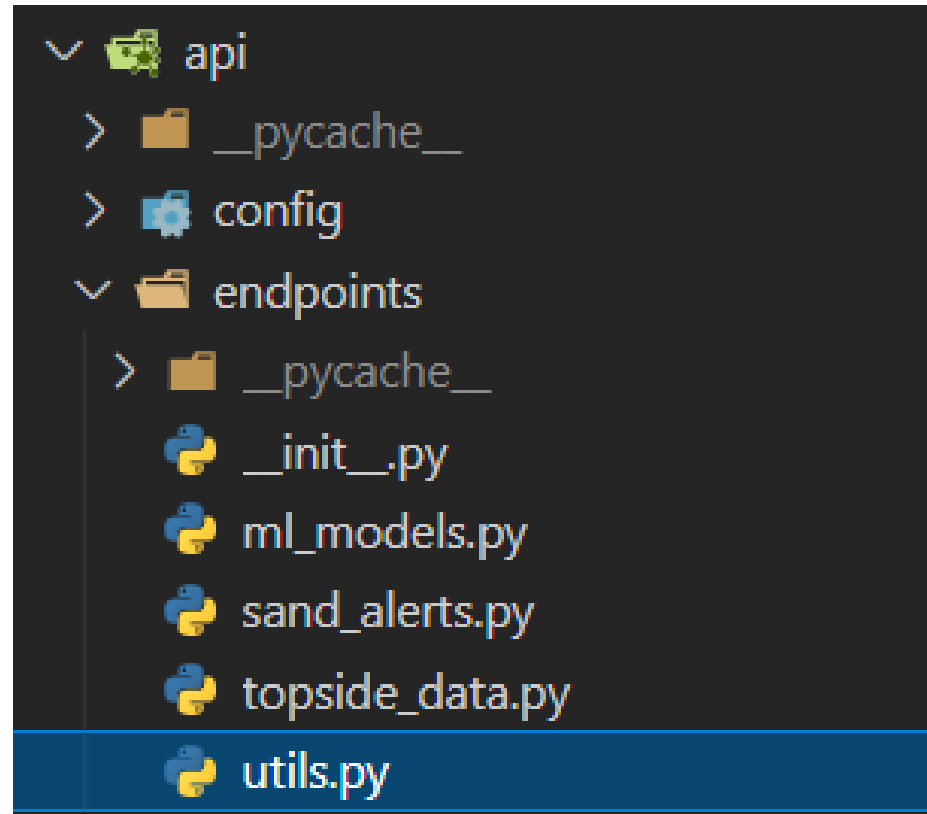 api
__pycache__
config
endpoints
__pycache__
__init__.py
ml_models.py
sand_alerts.py
topside_data.py
utils.py